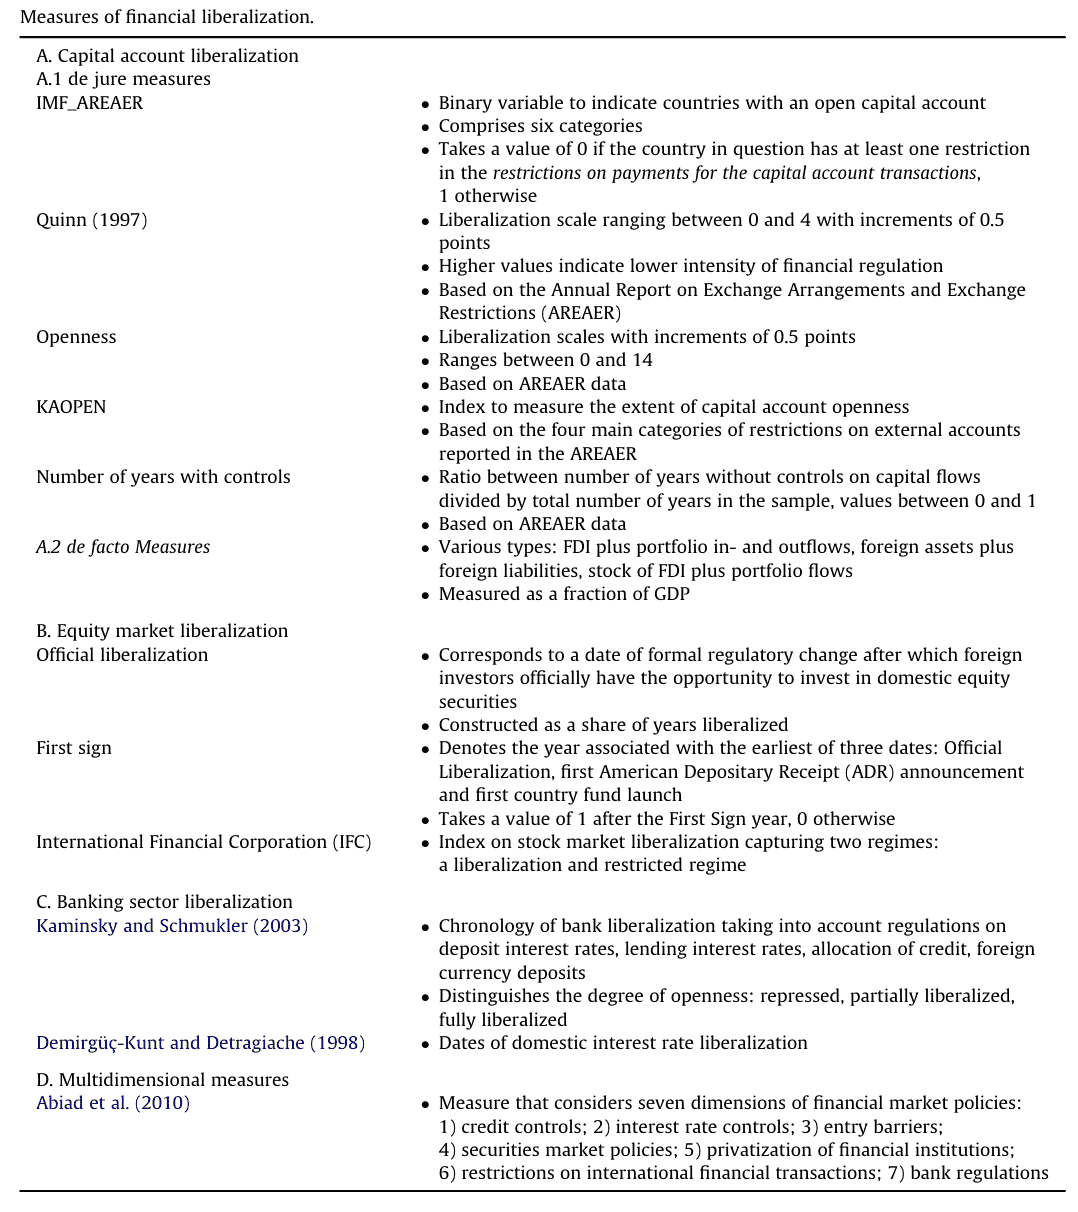 Measures of financial liberalization.
A. Capital account liberalization
A.1 de jure measures
IMF_AREAER
• Binary variable to indicate countries with an open capital account
• Comprises six categories
• Takes a value of 0 if the country in question has at least one restriction
in the restrictions on payments for the capital account transactions,
1 otherwise
Quinn (1997)
• Liberalization scale ranging between 0 and 4 with increments of 0.5
points
• Higher values indicate lower intensity of financial regulation
• Based on the Annual Report on Exchange Arrangements and Exchange
Restrictions (AREAER)
Openness
• Liberalization scales with increments of 0.5 points
• Ranges between 0 and 14
• Based on AREAER data
KAOPEN
• Index to measure the extent of capital account openness
• Based on the four main categories of restrictions on external accounts
reported in the AREAER
Number of years with controls
• Ratio between number of years without controls on capital flows
divided by total number of years in the sample, values between 0 and 1
• Based on AREAER data
A.2 de facto Measures
• Various types: FDI plus portfolio in- and outflows, foreign assets plus
foreign liabilities, stock of FDI plus portfolio flows
• Measured as a fraction of GDP
B. Equity market liberalization
Official liberalization
• Corresponds to a date of formal regulatory change after which foreign
investors officially have the opportunity to invest in domestic equity
securities
• Constructed as a share of years liberalized
First sign
• Denotes the year associated with the earliest of three dates: Official
Liberalization, first American Depositary Receipt (ADR) announcement
and first country fund launch
• Takes a value of 1 after the First Sign year, 0 otherwise
International Financial Corporation (IFC)
• Index on stock market liberalization capturing two regimes:
a liberalization and restricted regime
C. Banking sector liberalization
Kaminsky and Schmukler (2003)
• Chronology of bank liberalization taking into account regulations on
deposit interest rates, lending interest rates, allocation of credit, foreign
currency deposits
• Distinguishes the degree of openness: repressed, partially liberalized,
fully liberalized
Demirgüç-Kunt and Detragiache (1998)
• Dates of domestic interest rate liberalization
D. Multidimensional measures
Abiad et al. (2010)
• Measure that considers seven dimensions of financial market policies:
1) credit controls; 2) interest rate controls; 3) entry barriers;
4) securities market policies; 5) privatization of financial institutions;
6) restrictions on international financial transactions; 7) bank regulations